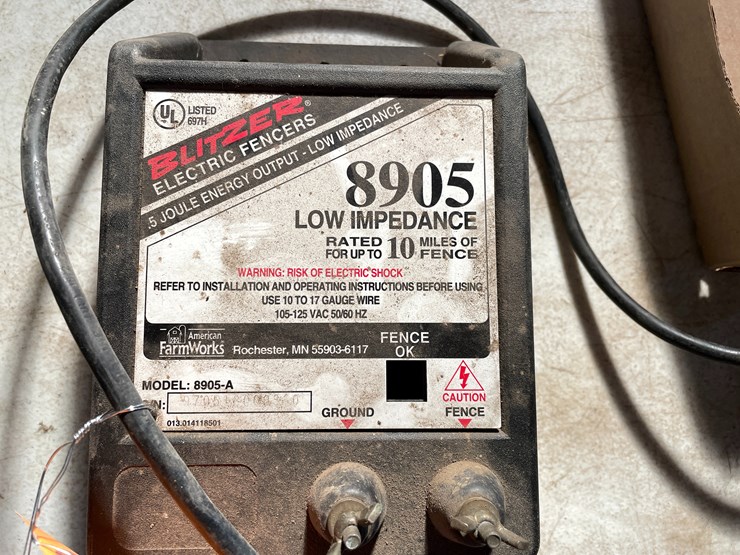 UL LISTED
697H
BLITZER®
ELECTRIC FENCERS
.5 JOULE ENERGY OUTPUT - LOW IMPEDANCE
8905
LOW IMPEDANCE
RATED FOR UP TO 10 MILES OF FENCE
WARNING: RISK OF ELECTRIC SHOCK
REFER TO INSTALLATION AND OPERATING INSTRUCTIONS BEFORE USING
USE 10 TO 17 GAUGE WIRE
105-125 VAC 50/60 HZ
American
FarmWorks Rochester, MN 55903-6117
FENCE
OK
MODEL: 8905-A
CAUTION
GROUND
FENCE
013.014118501